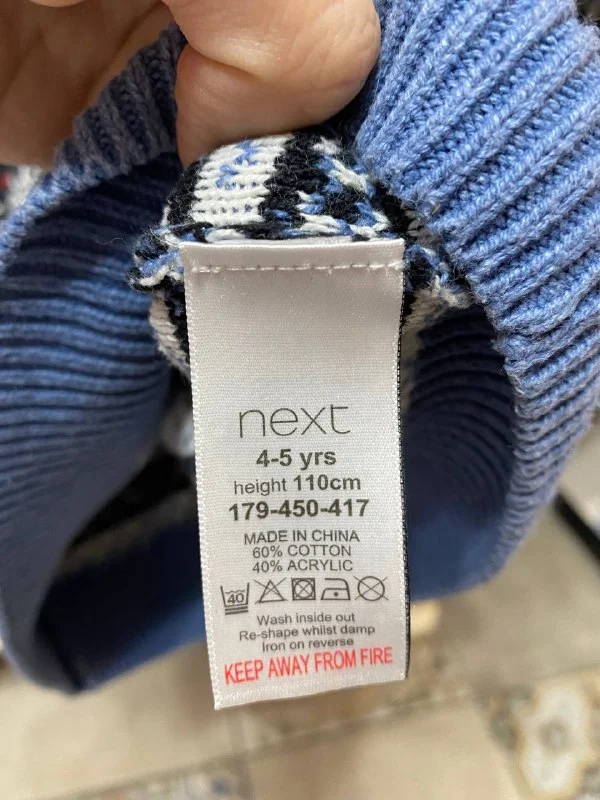 next
4-5 yrs
height 110cm
179-450-417
MADE IN CHINA
60% COTTON
40% ACRYLIC
40
Wash inside out
Re-shape whilst damp
Iron on reverse
KEEP AWAY FROM FIRE